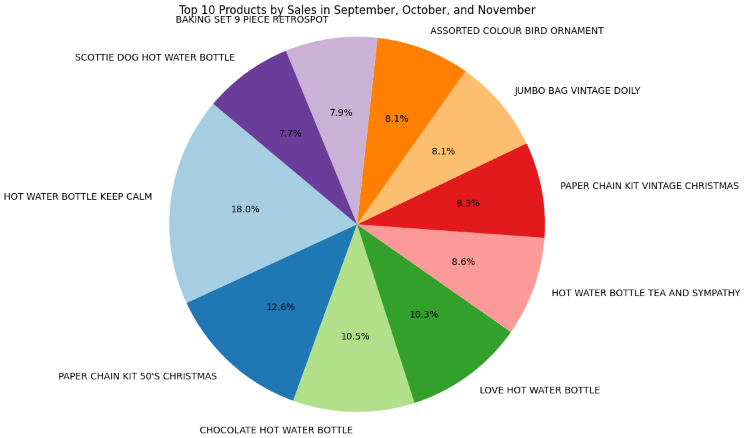 Top 10 Products by Sales in September, October, and November
BAKING SET 9 PIECE RETROSPOT
ASSORTED COLOUR BIRD ORNAMENT
SCOTTIE DOG HOT WATER BOTTLE
JUMBO BAG VINTAGE DOILY
7.9%
8.1%
7.7%
8.1%
PAPER CHAIN KIT VINTAGE CHRISTMAS
HOT WATER BOTTLE KEEP CALM
18.0%
8.3%
8.6%
HOT WATER BOTTLE TEA AND SYMPATHY
12.6%
10.3%
10.5%
PAPER CHAIN KIT 50'S CHRISTMAS
LOVE HOT WATER BOTTLE
CHOCOLATE HOT WATER BOTTLE